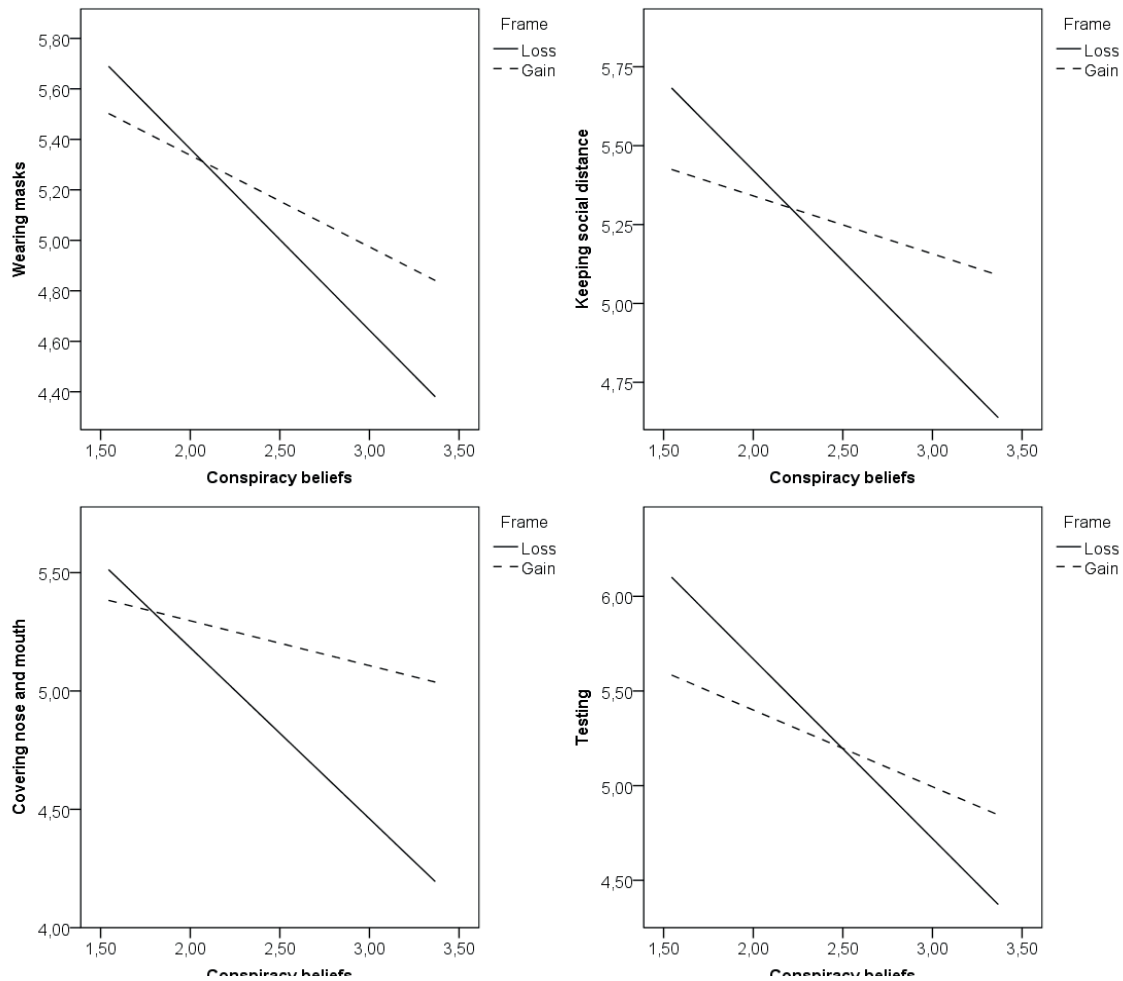 Frame
Loss
Gain
5,80
5,60
5,40
5,20
5,00
4,80
4,60
4,40
Wearing masks
1,50 2,00 2,50 3,00 3,50
Conspiracy beliefs
Frame
Loss
Gain
5,75
5,50
5,25
5,00
4,75
Keeping social distance
1,50 2,00 2,50 3,00 3,50
Conspiracy beliefs
Frame
Loss
Gain
5,50
5,00
4,50
4,00
Covering nose and mouth
1,50 2,00 2,50 3,00 3,50
Conspiracy beliefs
Frame
Loss
Gain
6,00
5,50
5,00
4,50
Testing
1,50 2,00 2,50 3,00 3,50
Conspiracy beliefs